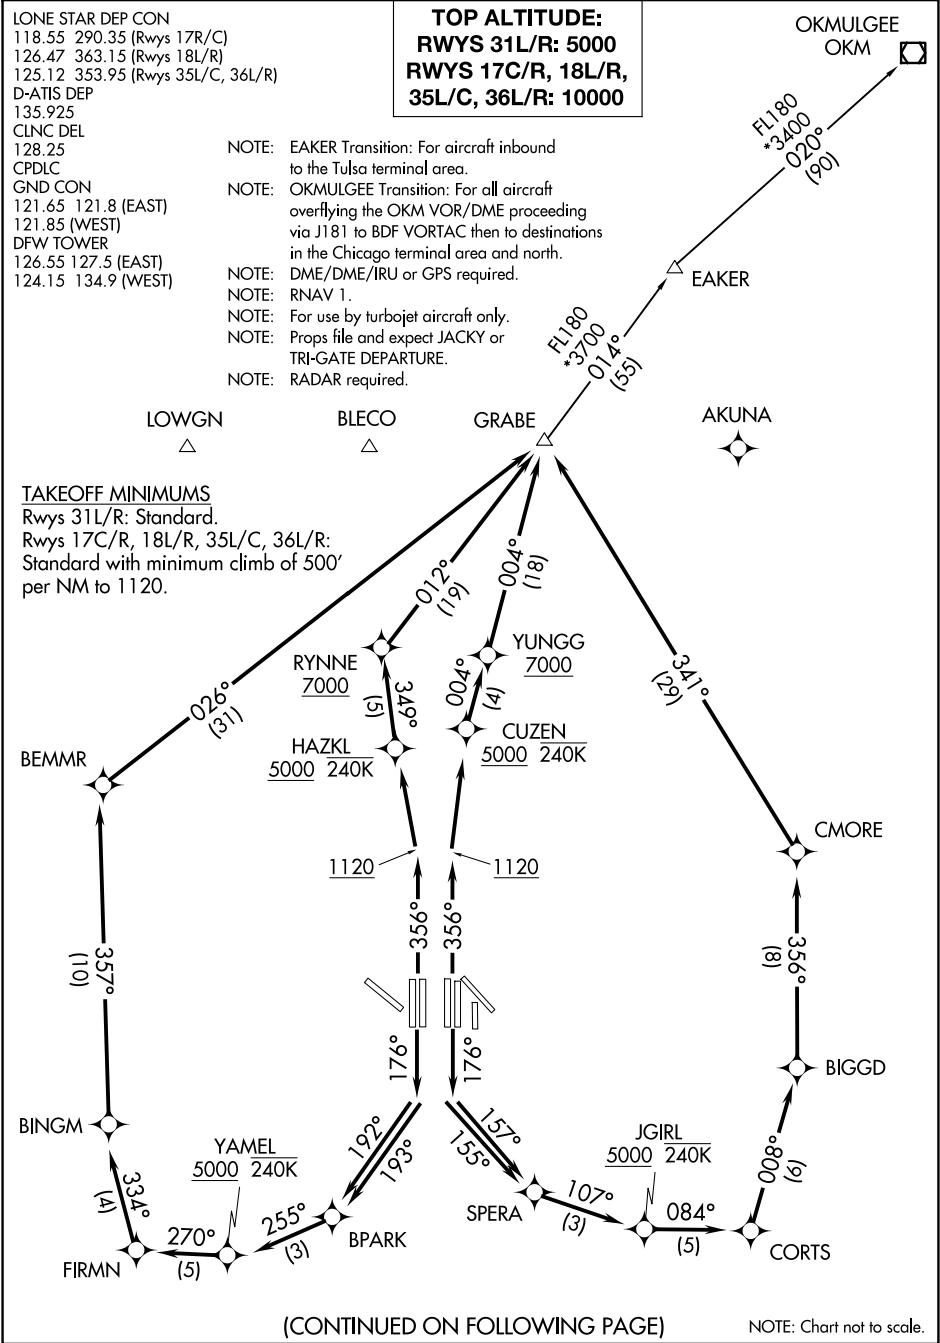 LONE STAR DEP CON
118.55 290.35 (Rwys 17R/C)
126.47 363.15 (Rwys 18L/R)
125.12 353.95 (Rwys 35L/C, 36L/R)
D-ATIS DEP
135.925
CLNC DEL
128.25
CPDLC
GND CON
121.65 121.8 (EAST)
121.85 (WEST)
DFW TOWER
126.55 127.5 (EAST)
124.15 134.9 (WEST)
TOP ALTITUDE:
RWYS 31L/R: 5000
RWYS 17C/R, 18L/R,
35L/C, 36L/R: 10000
OKMULGEE
OKM
NOTE: EAKER Transition: For aircraft inbound
to the Tulsa terminal area.
NOTE: OKMULGEE Transition: For all aircraft
overflying the OKM VOR/DME proceeding
via J181 to BDF VORTAC then to destinations
in the Chicago terminal area and north.
NOTE: DME/DME/IRU or GPS required.
NOTE: RNAV 1.
NOTE: For use by turbojet aircraft only.
NOTE: Props file and expect JACKY or
TRI-GATE DEPARTURE.
NOTE: RADAR required.
FL180
*3400
020°
(90)
EAKER
FL180
*3700
014°
(55)
LOWGN
BLECO
GRABE
AKUNA
TAKEOFF MINIMUMS
Rwys 31L/R: Standard.
Rwys 17C/R, 18L/R, 35L/C, 36L/R:
Standard with minimum climb of 500'
per NM to 1120.
012°
(19)
004°
(18)
RYNNE
7000
YUNGG
7000
341°
(29)
026°
(31)
349°
(5)
004°
(4)
HAZKL
5000 240K
CUZEN
5000 240K
BEMMR
CMORE
1120
1120
356°
356°
357°
(10)
356°
(8)
176°
176°
BIGGD
BINGM
192°
193°
157°
155°
YAMEL
5000 240K
JGIRL
5000 240K
334°
(4)
008°
(9)
SPERA
107°
(3)
084°
(5)
CORTS
BPARK
255°
(3)
270°
(5)
FIRMN
(CONTINUED ON FOLLOWING PAGE)
NOTE: Chart not to scale.